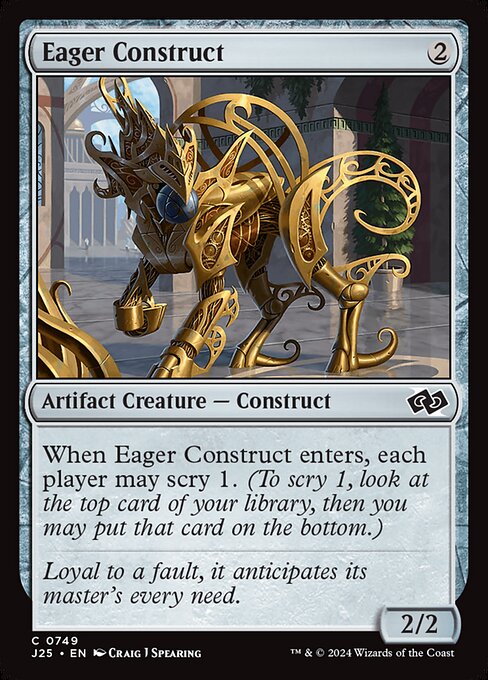 Eager Construct 2
Artifact Creature — Construct
When Eager Construct enters, each
player may scry 1. (To scry 1, look at
the top card of your library, then you
may put that card on the bottom.)
Loyal to a fault, it anticipates its
master's every need.
2/2
C 0749
J25 • EN Craig J Spearing
™ & © 2024 Wizards of the Coast